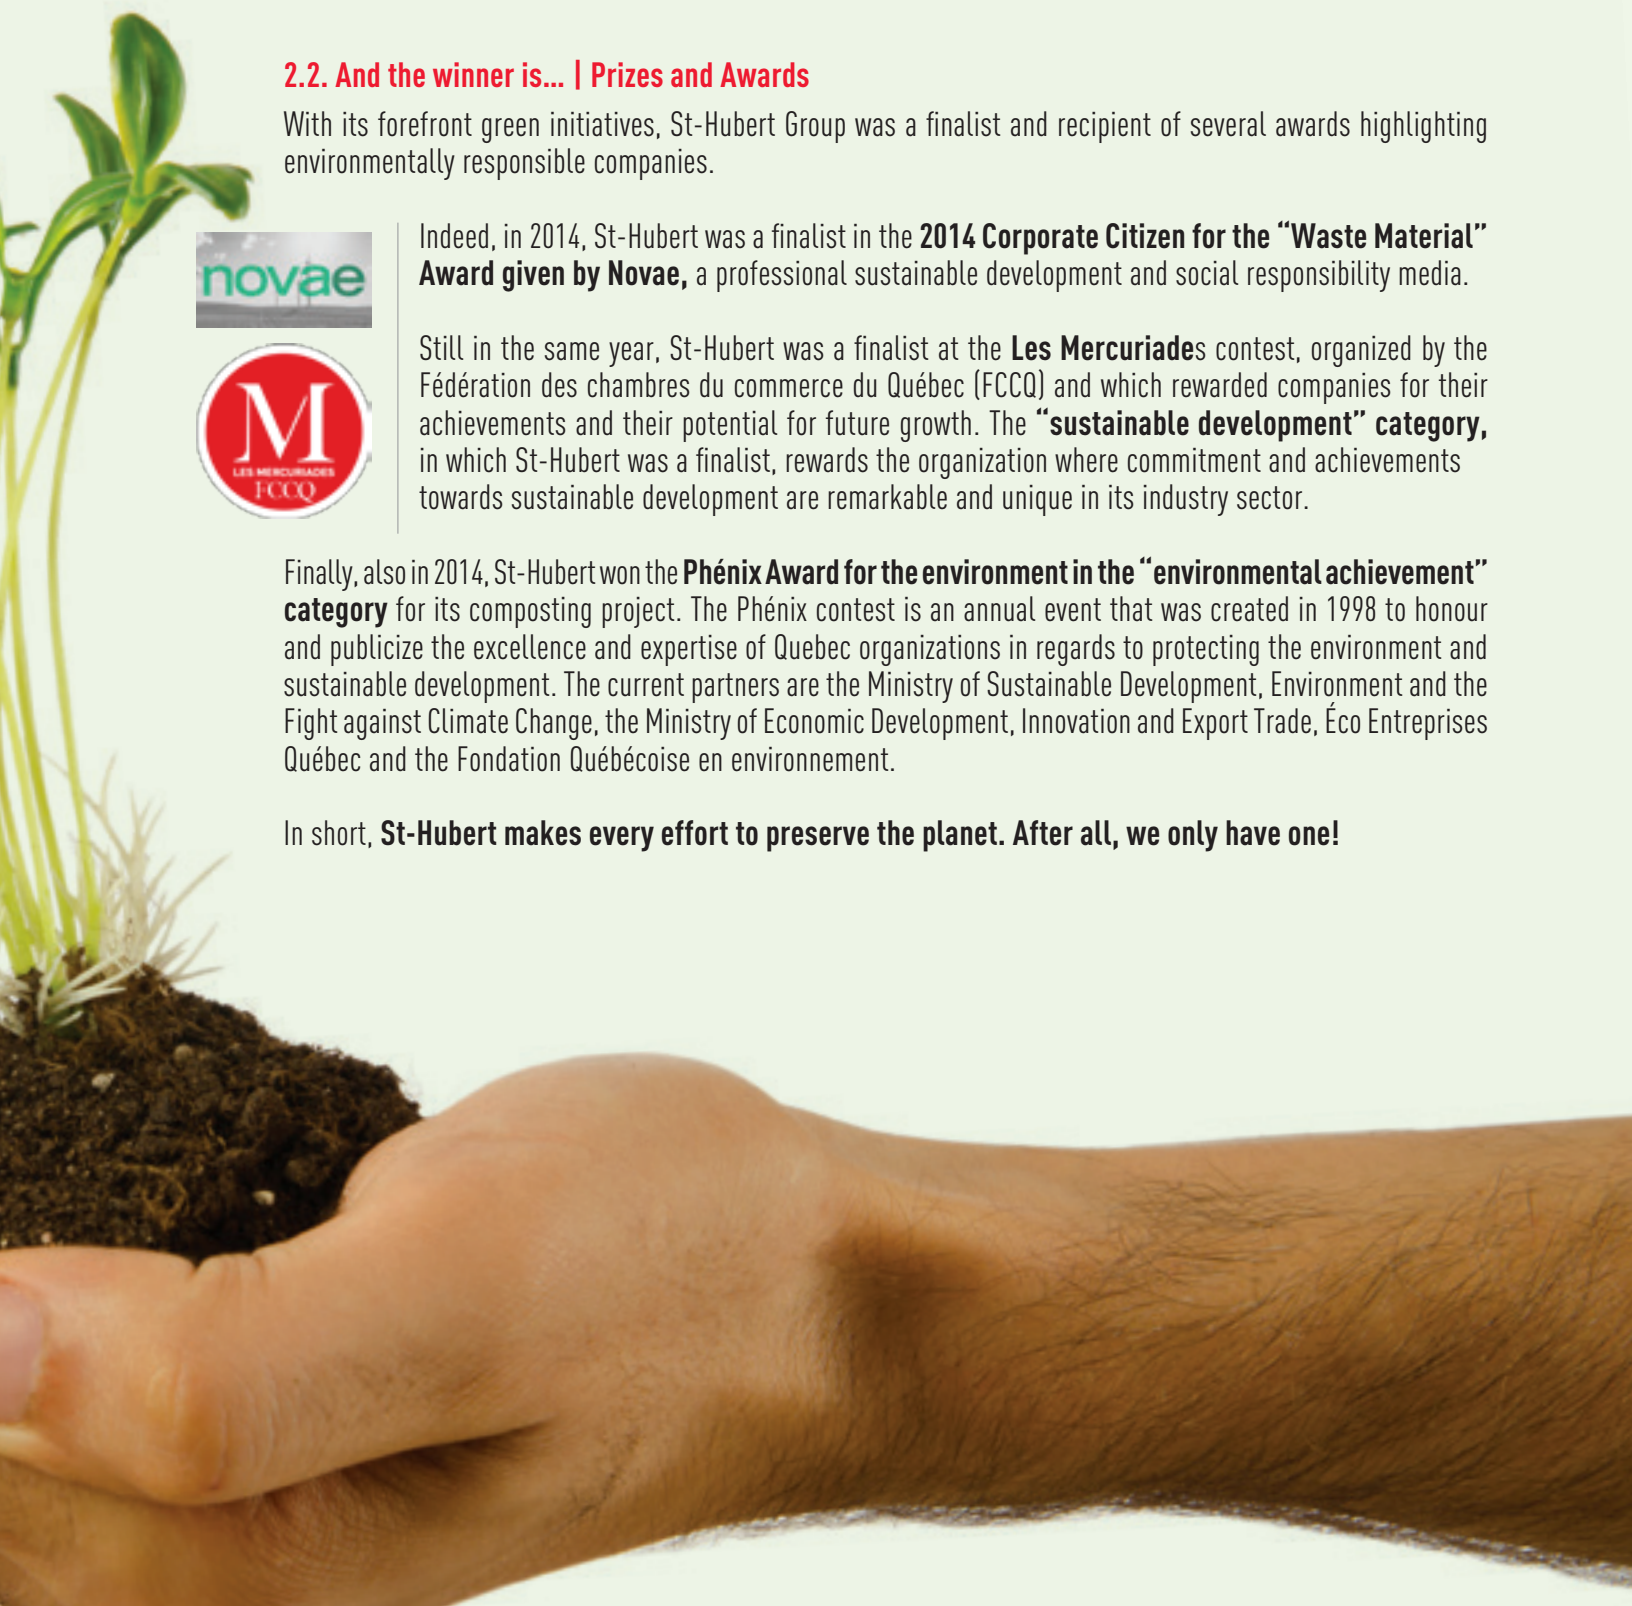 2.2. And the winner is... | Prizes and Awards
With its forefront green initiatives, St-Hubert Group was a finalist and recipient of several awards highlighting
environmentally responsible companies.
novae
Indeed, in 2014, St-Hubert was a finalist in the 2014 Corporate Citizen for the “Waste Material”
Award given by Novae, a professional sustainable development and social responsibility media.
M
LES MERCURIADES
FCCQ
Still in the same year, St-Hubert was a finalist at the Les Mercuriades contest, organized by the
Fédération des chambres du commerce du Québec (FCCQ) and which rewarded companies for their
achievements and their potential for future growth. The “sustainable development” category,
in which St-Hubert was a finalist, rewards the organization where commitment and achievements
towards sustainable development are remarkable and unique in its industry sector.
Finally, also in 2014, St-Hubert won the Phénix Award for the environment in the “environmental achievement”
category for its composting project. The Phénix contest is an annual event that was created in 1998 to honour
and publicize the excellence and expertise of Quebec organizations in regards to protecting the environment and
sustainable development. The current partners are the Ministry of Sustainable Development, Environment and the
Fight against Climate Change, the Ministry of Economic Development, Innovation and Export Trade, Éco Entreprises
Québec and the Fondation Québécoise en environnement.
In short, St-Hubert makes every effort to preserve the planet. After all, we only have one!